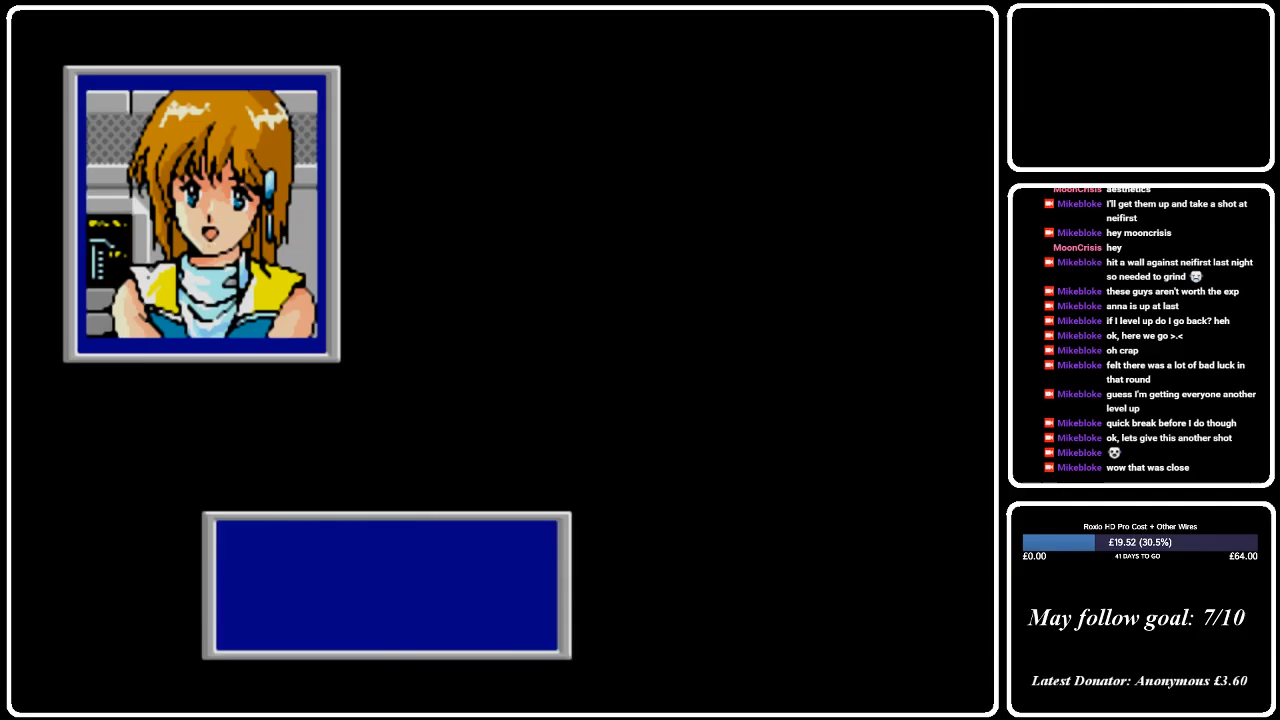 MoonCrisis aesthetics
Mikebloke I'll get them up and take a shot at
neifirst
Mikebloke hey mooncrisis
MoonCrisis hey
Mikebloke hit a wall against neifirst last night
so needed to grind
Mikebloke these guys aren't worth the exp
Mikebloke anna is up at last
Mikebloke if I level up do I go back? heh
Mikebloke ok, here we go >.<
Mikebloke oh crap
Mikebloke felt there was a lot of bad luck in
that round
Mikebloke guess I'm getting everyone another
level up
Mikebloke quick break before I do though
Mikebloke ok, lets give this another shot
Mikebloke
Mikebloke wow that was close
Roxio HD Pro Cost + Other Wires
£19.52 (30.5%)
£0.00 41 DAYS TO GO £64.00
May follow goal: 7/10
Latest Donator: Anonymous £3.60